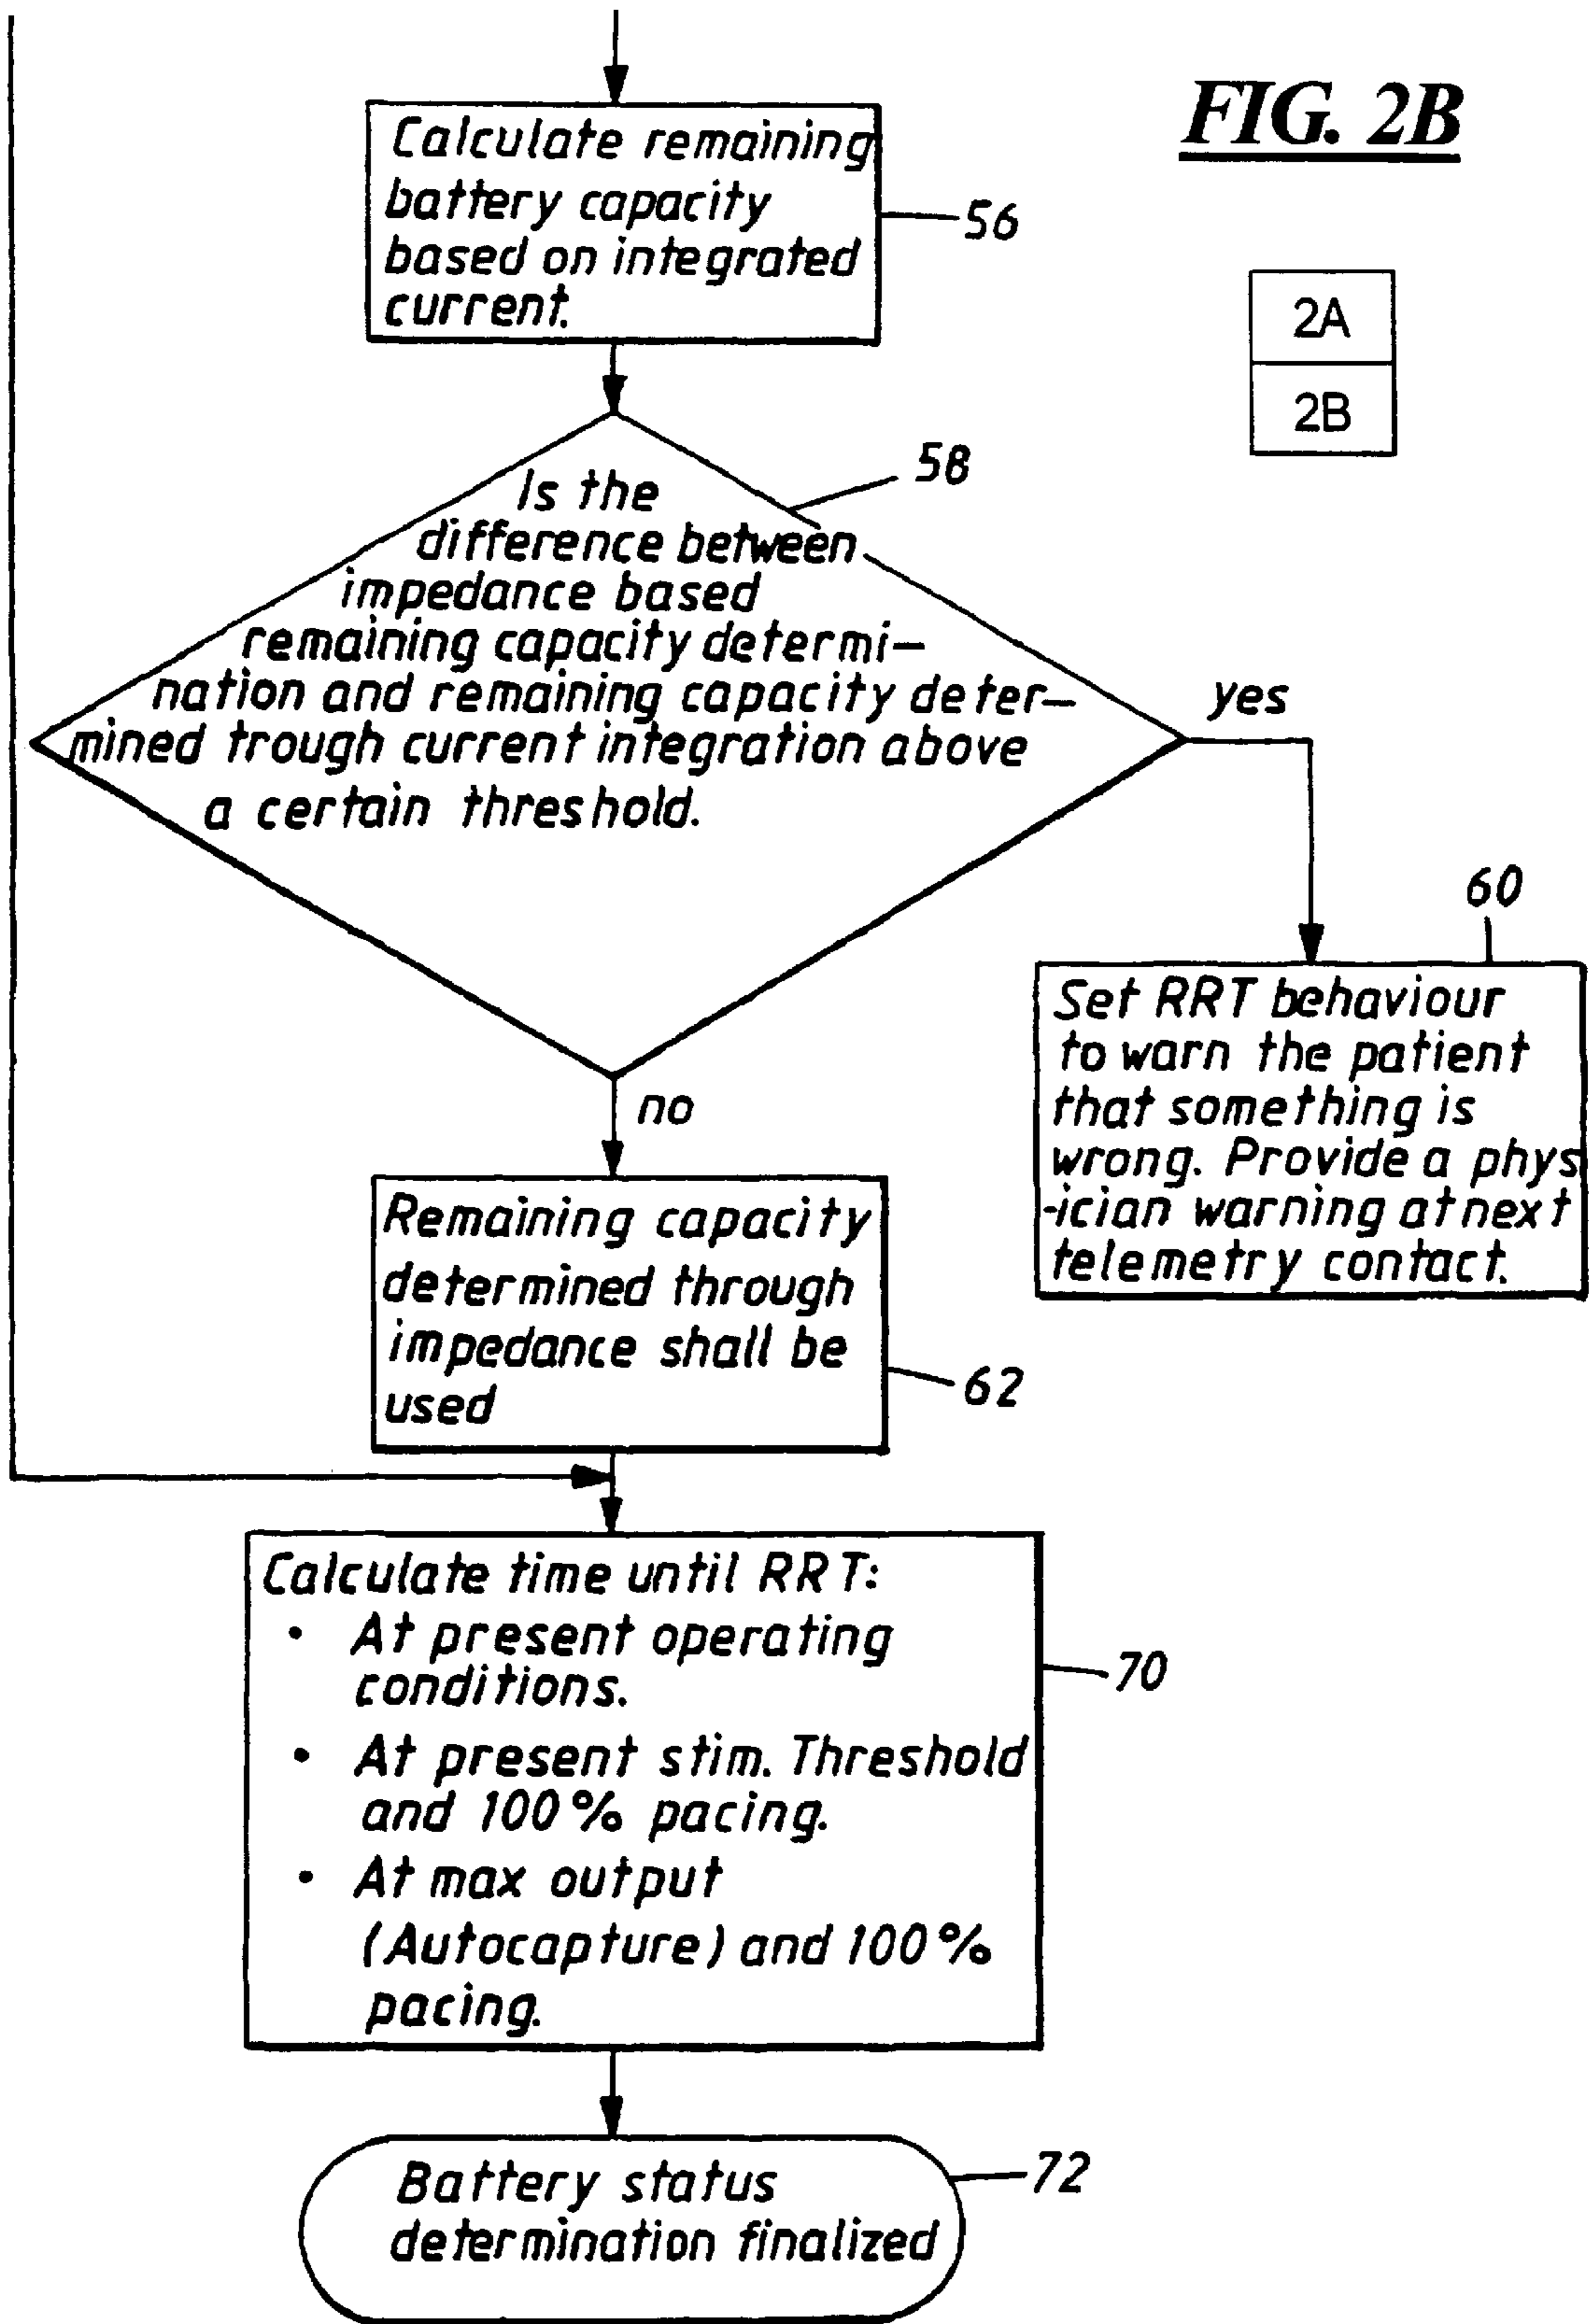 FIG. 2B
Calculate remaining
battery capacity
based on integrated
current.
56
2A
2B
58
Is the
difference between
impedance based
remaining capacity determi-
nation and remaining capacity deter-
mined trough current integration above
a certain threshold.
yes
60
Set RRT behaviour
to warn the patient
that something is
wrong. Provide a phys
-ician warning at next
telemetry contact.
no
Remaining capacity
determined through
impedance shall be
used
62
Calculate time until RRT:
• At present operating
conditions.
• At present stim. Threshold
and 100% pacing.
• At max output
(Autocapture) and 100%
pacing.
70
Battery status
determination finalized
72